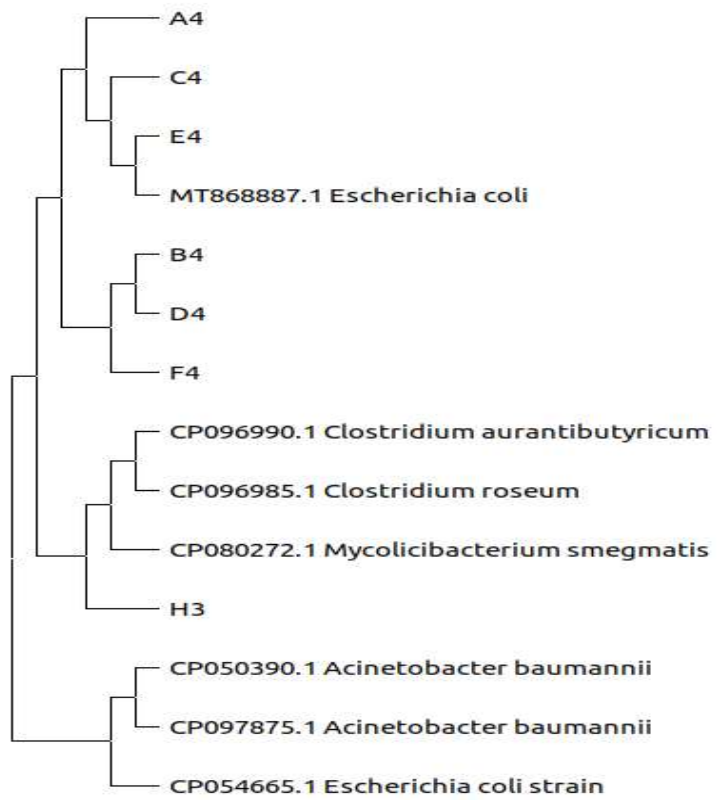 A4
C4
E4
MT868887.1 Escherichia coli
B4
D4
F4
CP096990.1 Clostridium aurantibutyricum
CP096985.1 Clostridium roseum
CP080272.1 Mycolicibacterium smegmatis
H3
CP050390.1 Acinetobacter baumannii
CP097875.1 Acinetobacter baumannii
CP054665.1 Escherichia coli strain